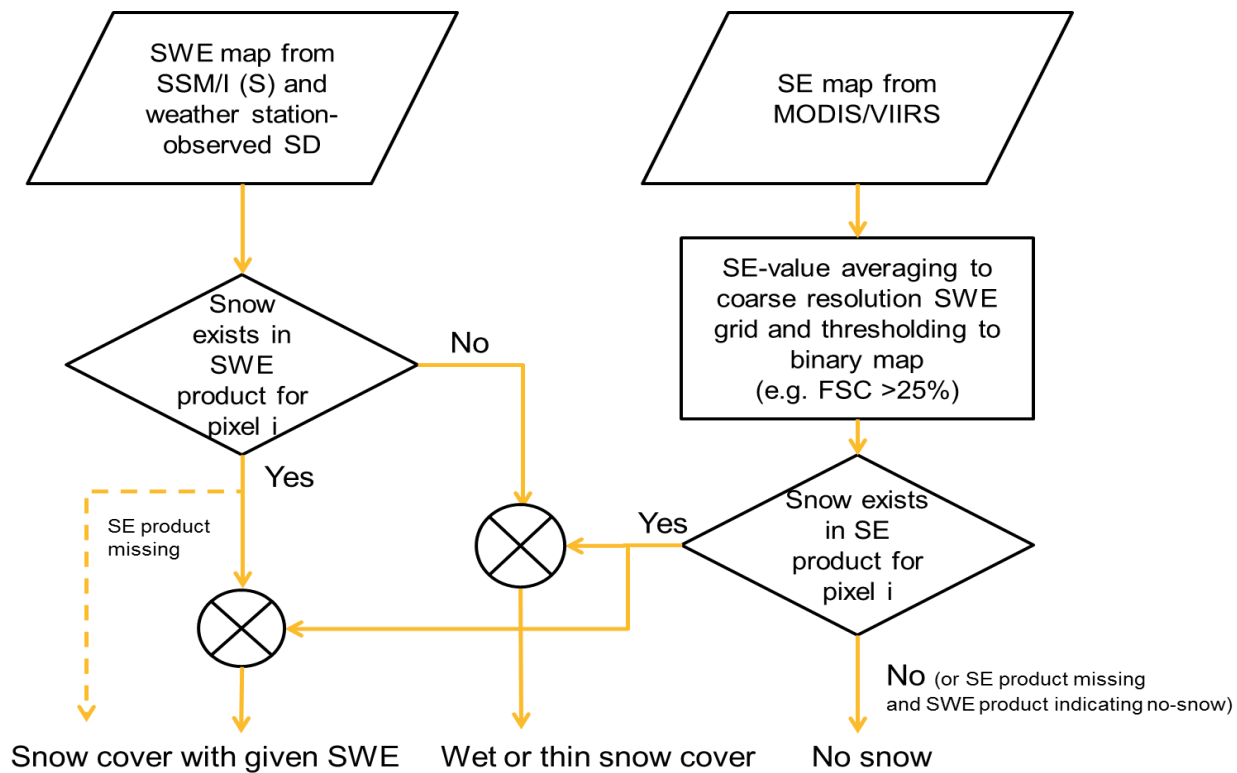 SWE map from
SSM/I (S) and
weather station-
observed SD
SE map from
MODIS/VIIRS
SE-value averaging to
coarse resolution SWE
grid and thresholding to
binary map
(e.g. FSC >25%)
Snow
exists in
SWE
product for
pixel i
No
Yes
SE product
missing
Yes
Snow exists
in SE
product for
pixel i
No (or SE product missing
and SWE product indicating no-snow)
Snow cover with given SWE
Wet or thin snow cover
No snow